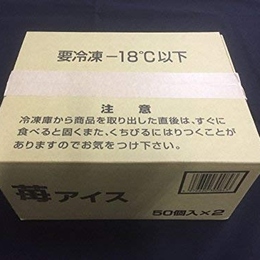 要冷凍−18℃以下
注意
冷凍庫から商品を取り出した直後は、すぐに
食べると固くまた、くちびるにはりつくことが
ありますのでお気をつけ下さい。
苺アイス
50個入×2